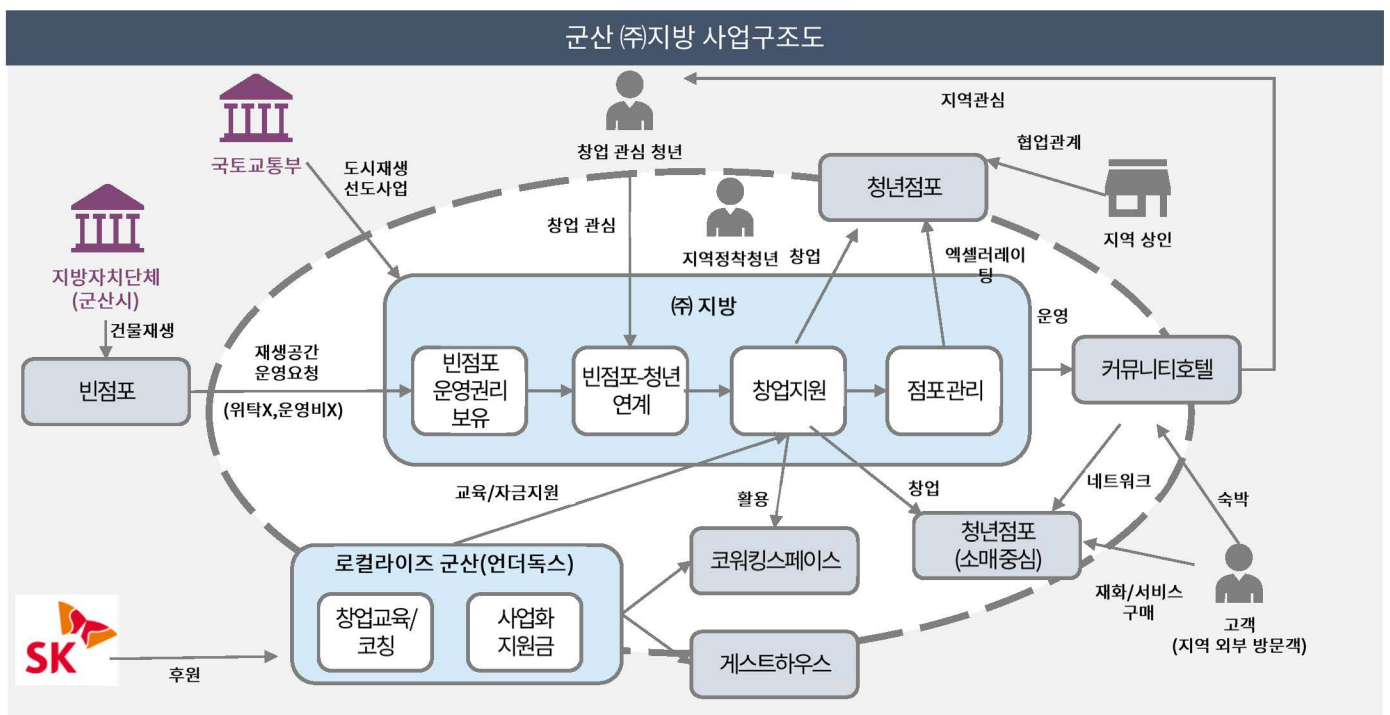 군산 ㈜지방 사업구조도
지역관심
창업 관심 청년
협업관계
국토교통부
도시재생
선도사업
청년점포
지역 상인
창업 관심
지역정착청년
창업
엑셀러레이
팅
지방자치단체
(군산시)
㈜ 지방
운영
건물재생
빈점포
재생공간
운영요청
(위탁X,운영비X)
빈점포
운영권리
보유
빈점포-청년
연계
창업지원
점포관리
커뮤니티호텔
교육/자금지원
활용
창업
네트워크
숙박
로컬라이즈 군산(언더독스)
창업교육/
코칭
사업화
지원금
코워킹스페이스
청년점포
(소매중심)
재화/서비스
구매
고객
(지역 외부 방문객)
SK
후원
게스트하우스